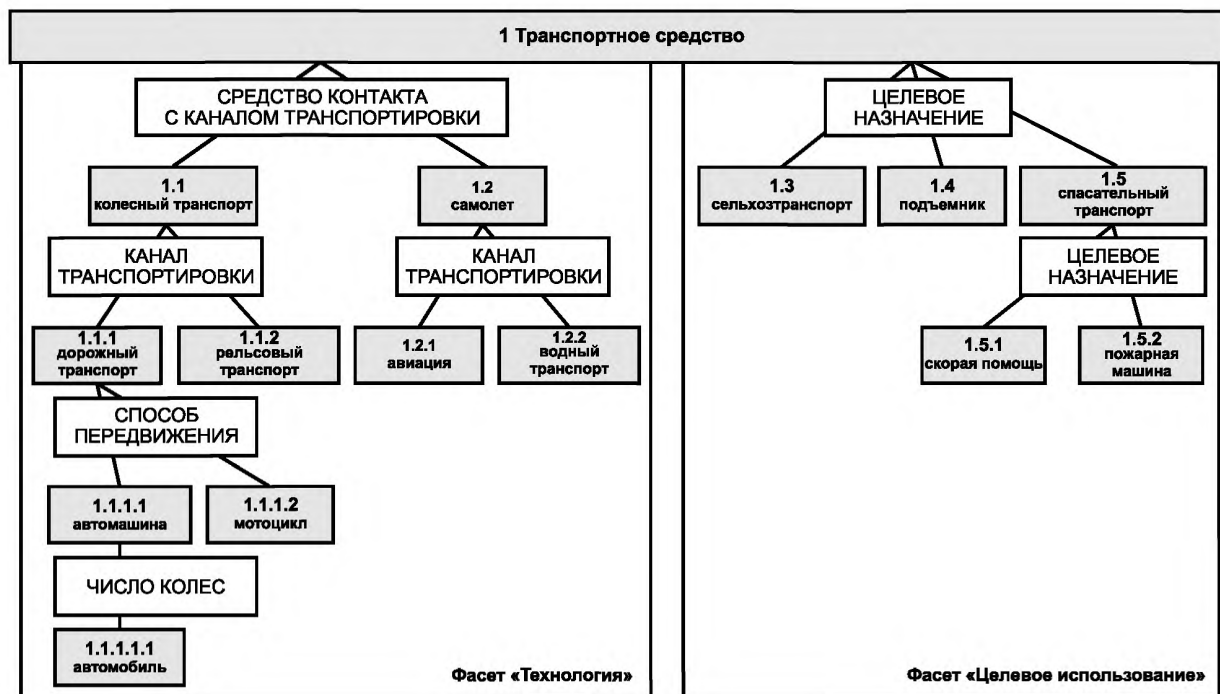 1 Транспортное средство
СРЕДСТВО КОНТАКТА
С КАНАЛОМ ТРАНСПОРТИРОВКИ
ЦЕЛЕВОЕ
НАЗНАЧЕНИЕ
1.1
колесный транспорт
1.2
самолет
1.3
сельхозтранспорт
1.4
подъемник
1.5
спасательный
транспорт
КАНАЛ
ТРАНСПОРТИРОВКИ
КАНАЛ
ТРАНСПОРТИРОВКИ
ЦЕЛЕВОЕ
НАЗНАЧЕНИЕ
1.1.1
дорожный
транспорт
1.1.2
рельсовый
транспорт
1.2.1
авиация
1.2.2
водный
транспорт
1.5.1
скорая помощь
1.5.2
пожарная
машина
СПОСОБ
ПЕРЕДВИЖЕНИЯ
1.1.1.1
автомашина
1.1.1.2
мотоцикл
ЧИСЛО КОЛЕС
1.1.1.1.1
автомобиль
Фасет «Технология»
Фасет «Целевое использование»